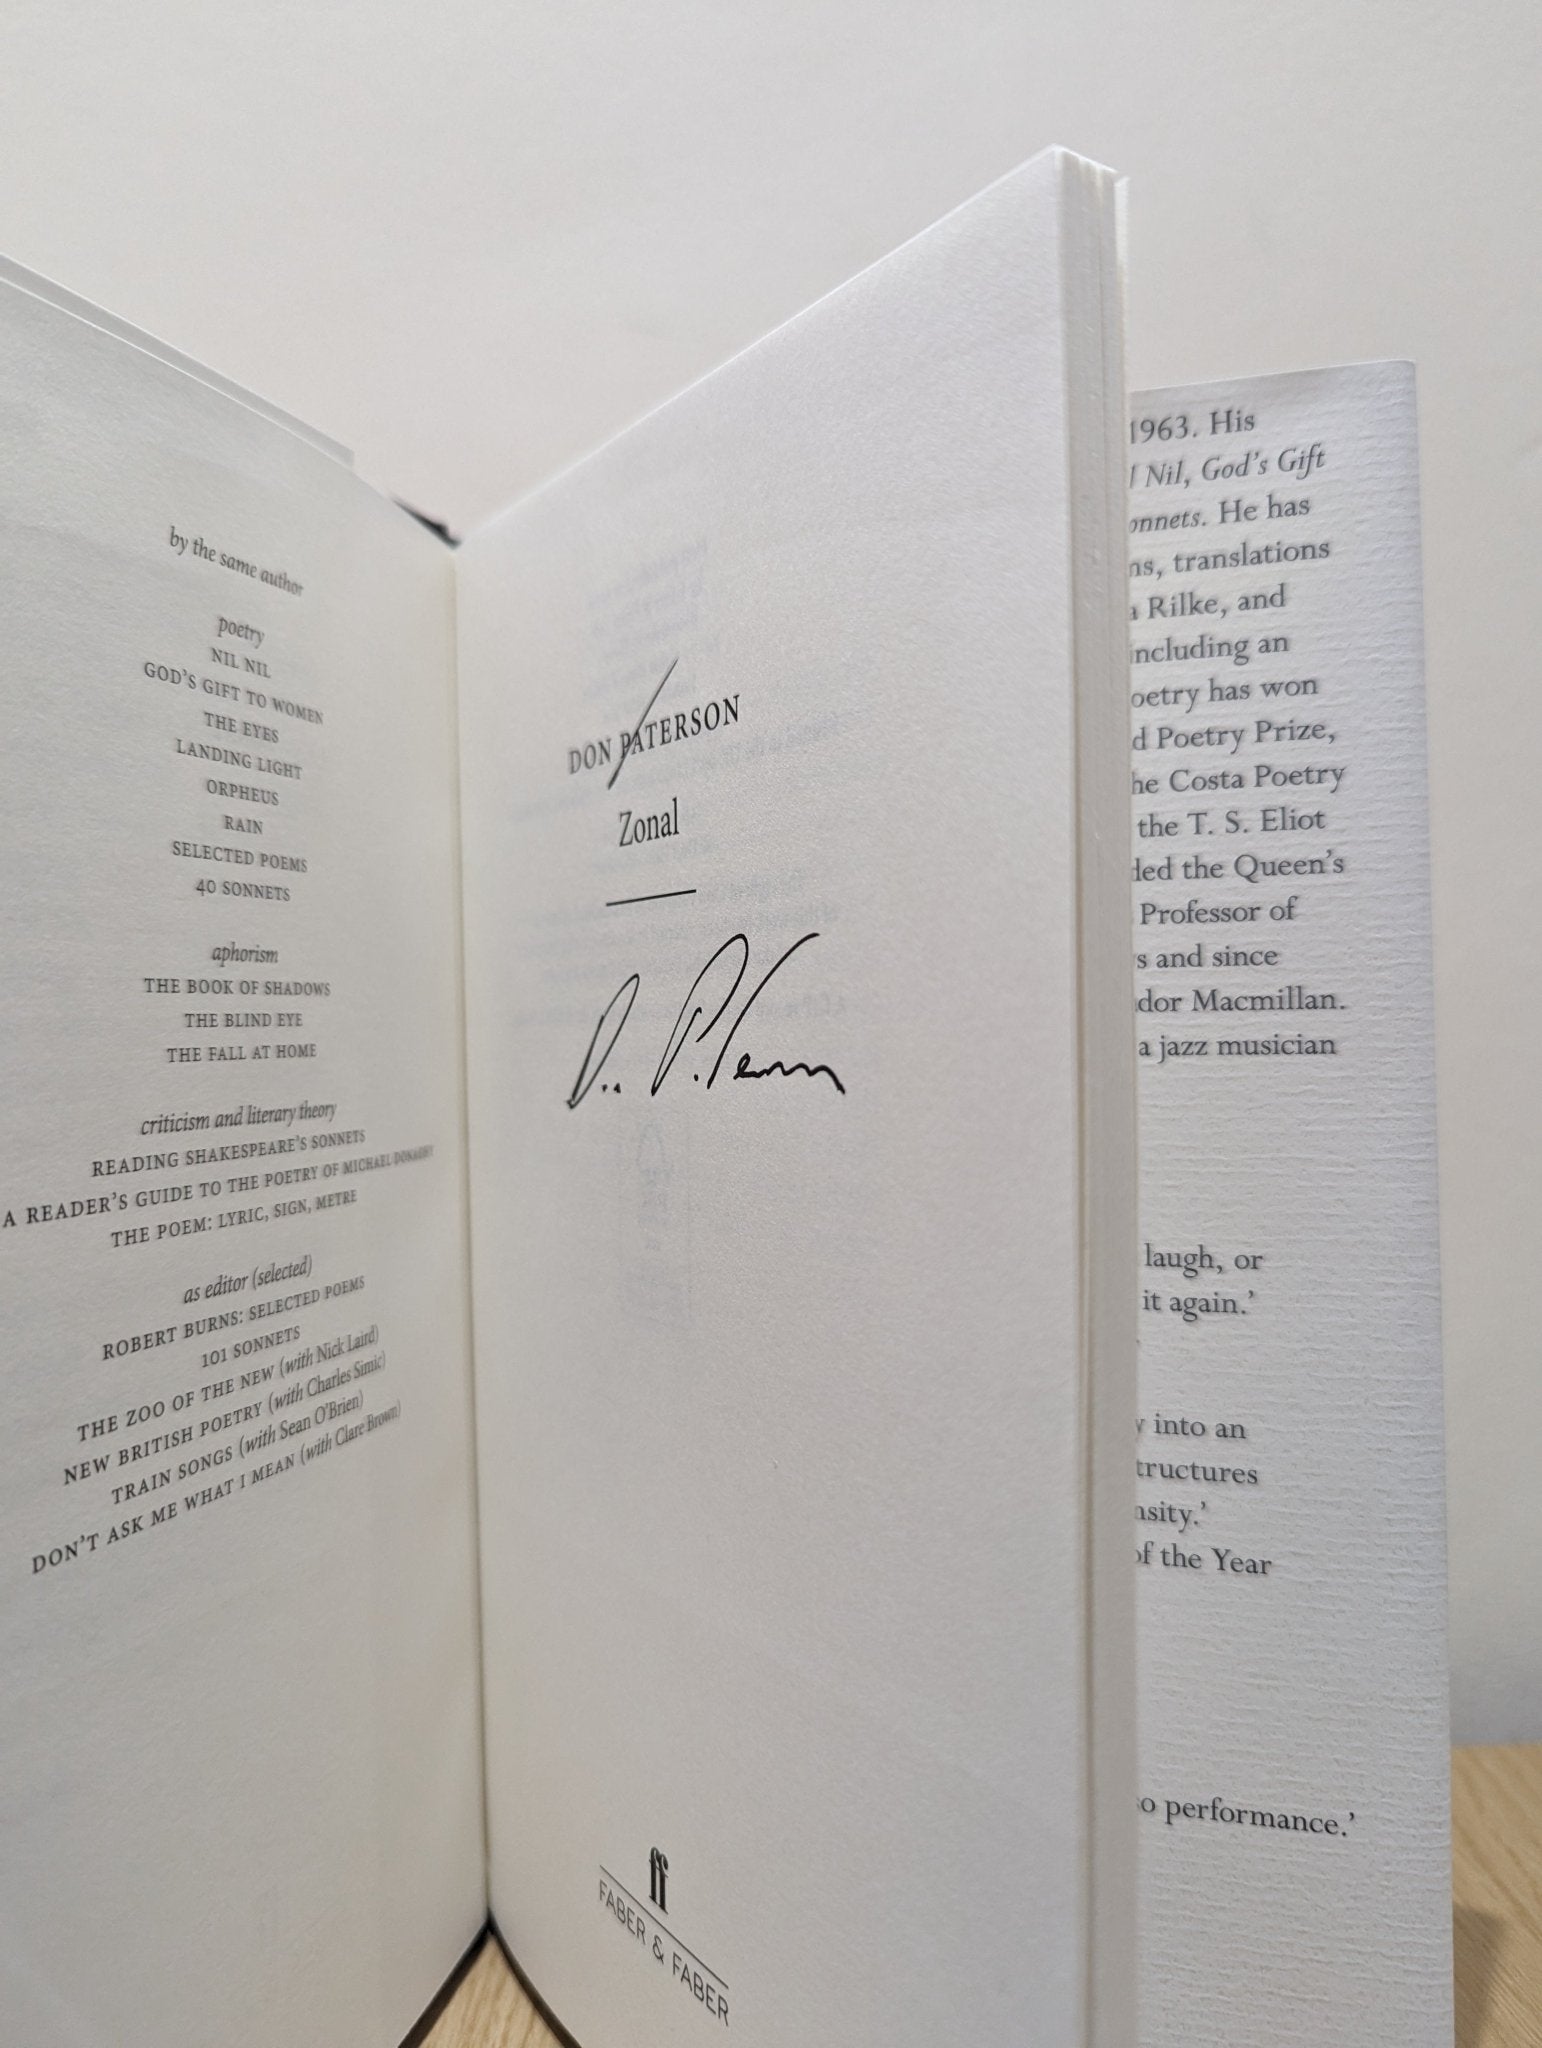 by the same author
poetry
NIL NIL
GOD'S GIFT TO WOMEN
THE EYES
LANDING LIGHT
ORPHEUS
RAIN
SELECTED POEMS
40 SONNETS
aphorism
THE BOOK OF SHADOWS
THE BLIND EYE
THE FALL AT HOME
criticism and literary theory
READING SHAKESPEARE'S SONNETS
A READER'S GUIDE TO THE POETRY OF MICHAEL DONAGHY
THE POEM: LYRIC, SIGN, METRE
as editor (selected)
ROBERT BURNS: SELECTED POEMS
101 SONNETS
THE ZOO OF THE NEW (with Nick Laird)
NEW BRITISH POETRY (with Charles Simic)
TRAIN SONGS (with Sean O'Brien)
DON'T ASK ME WHAT I MEAN (with Clare Brown)
DON PATERSON
Zonal
ff
FABER & FABER
1963. His
Nil, God's Gift
onnets. He has
ns, translations
Rilke, and
including an
oetry has won
d Poetry Prize,
he Costa Poetry
the T. S. Eliot
ded the Queen's
Professor of
s and since
dor Macmillan.
a jazz musician
laugh, or
it again.'
y into an
tructures
nsity.'
of the Year
so performance.'